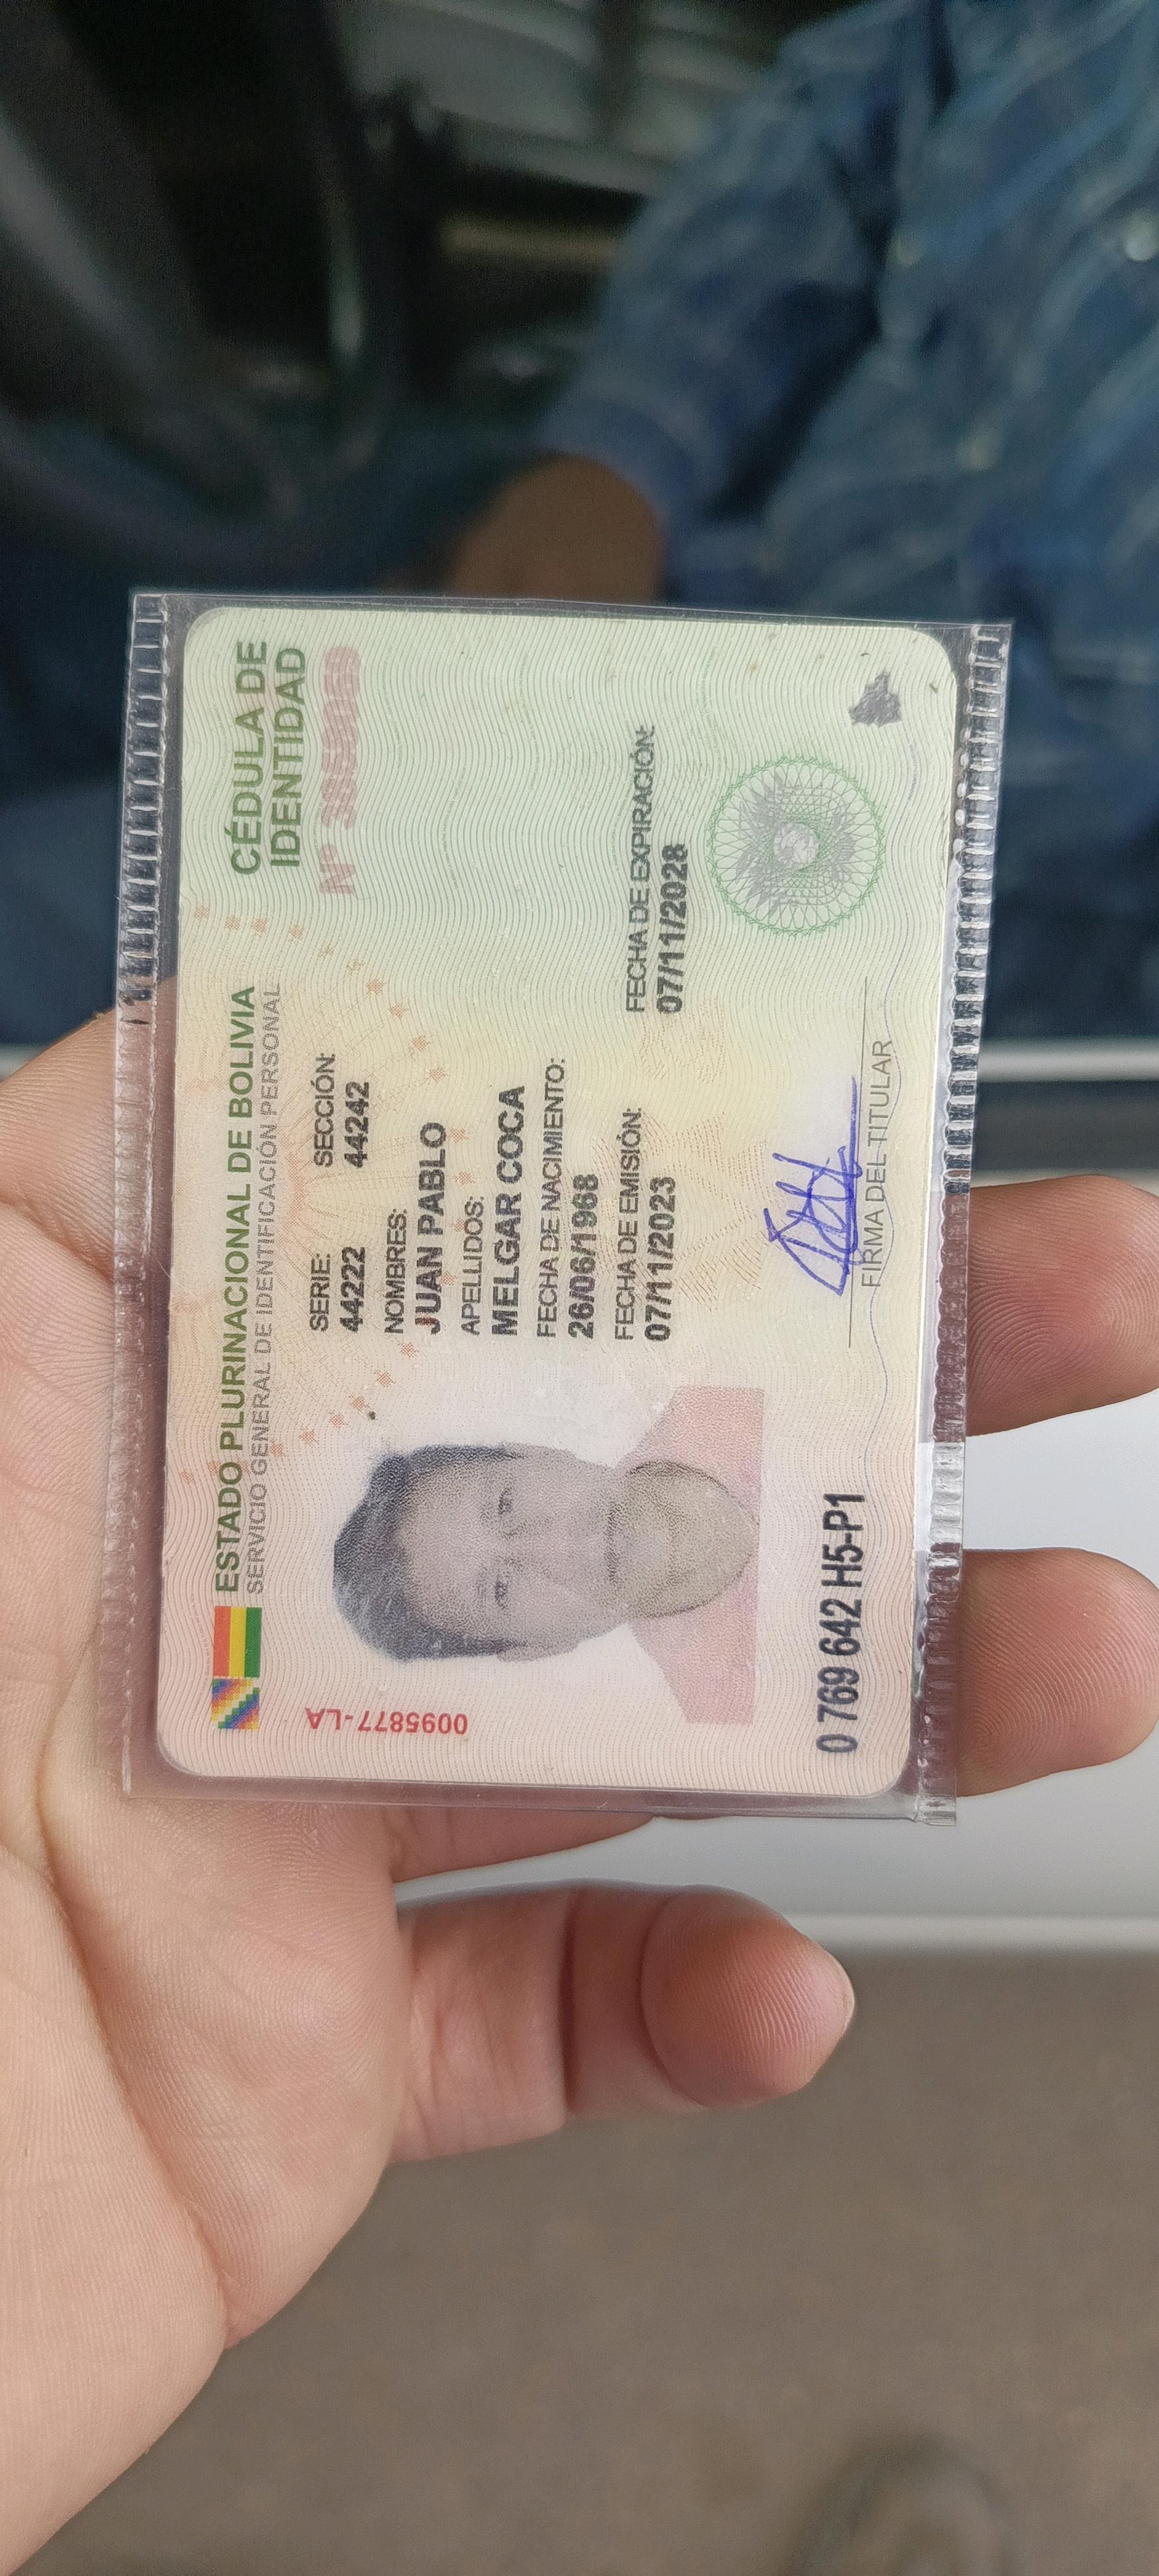 ESTADO PLURINACIONAL DE BOLIVIA
SERVICIO GENERAL DE IDENTIFICACIÓN PERSONAL
CÉDULA DE
IDENTIDAD
Nº
0095877-LA
SERIE: SECCIÓN:
44222 44242
NOMBRES:
JUAN PABLO
APELLIDOS:
MELGAR COCA
FECHA DE NACIMIENTO:
26/06/1968
FECHA DE EMISIÓN: FECHA DE EXPIRACIÓN:
07/11/2023 07/11/2028
FIRMA DEL TITULAR
0 769 642 H5-P1